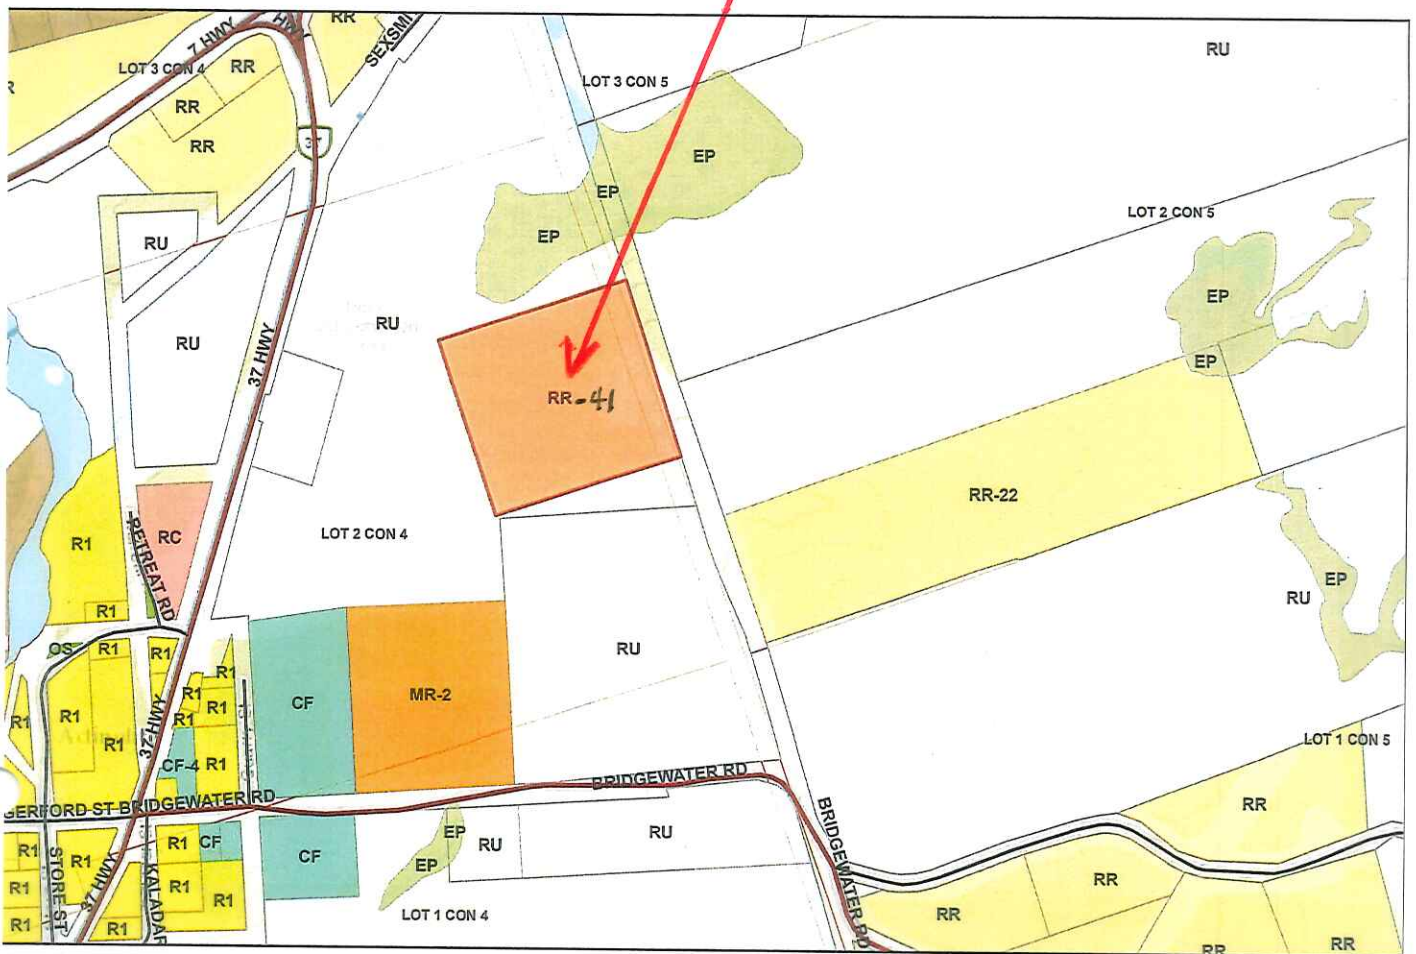 RR
7 HWY
HWY
SEXSMI
RU
LOT 3 CON 4
RR
LOT 3 CON 5
R
RR
RR
37
EP
EP
LOT 2 CON 5
RU
EP
EP
RU
RU
37 HWY
EP
RR-41
RR-22
R1
RC
LOT 2 CON 4
RETREAT RD
EP
RU
R1
OS
R1
R1
R1
RU
R1
R1
CF
MR-2
R1
R1
R1
R1
37 HWY
LOT 1 CON 5
CF-4
R1
BRIDGEWATER RD
GERFORD ST
BRIDGEWATER RD
RR
BRIDGEWATER RD
EP
RU
RU
R1
R1
R1
CF
CF
EP
STORE ST
37 HWY
KALADAR
R1
R1
R1
RR
RR
LOT 1 CON 4
R1
R1
RR
RR